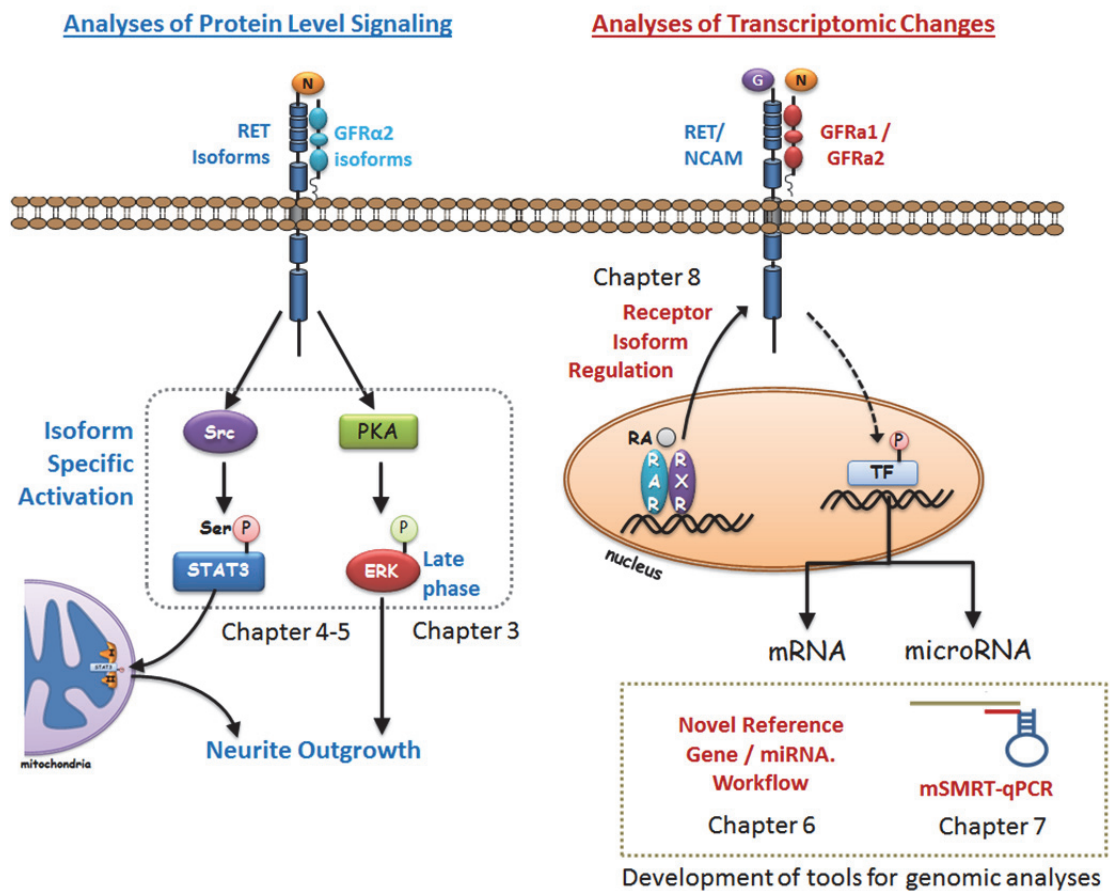 Analyses of Protein Level Signaling
N
RET
Isoforms
GFRα2
isoforms
Isoform
Specific
Activation
Src
PKA
Ser
P
P
STAT3
ERK
Late
phase
Chapter 4-5
Chapter 3
STAT3
mitochondria
Neurite Outgrowth
Analyses of Transcriptomic Changes
G
N
RET/
NCAM
GFRa1 /
GFRa2
Chapter 8
Receptor
Isoform
Regulation
RA
RAR
RXR
P
TF
nucleus
mRNA
microRNA
Novel Reference
Gene / miRNA.
Workflow
Chapter 6
mSMRT-qPCR
Chapter 7
Development of tools for genomic analyses